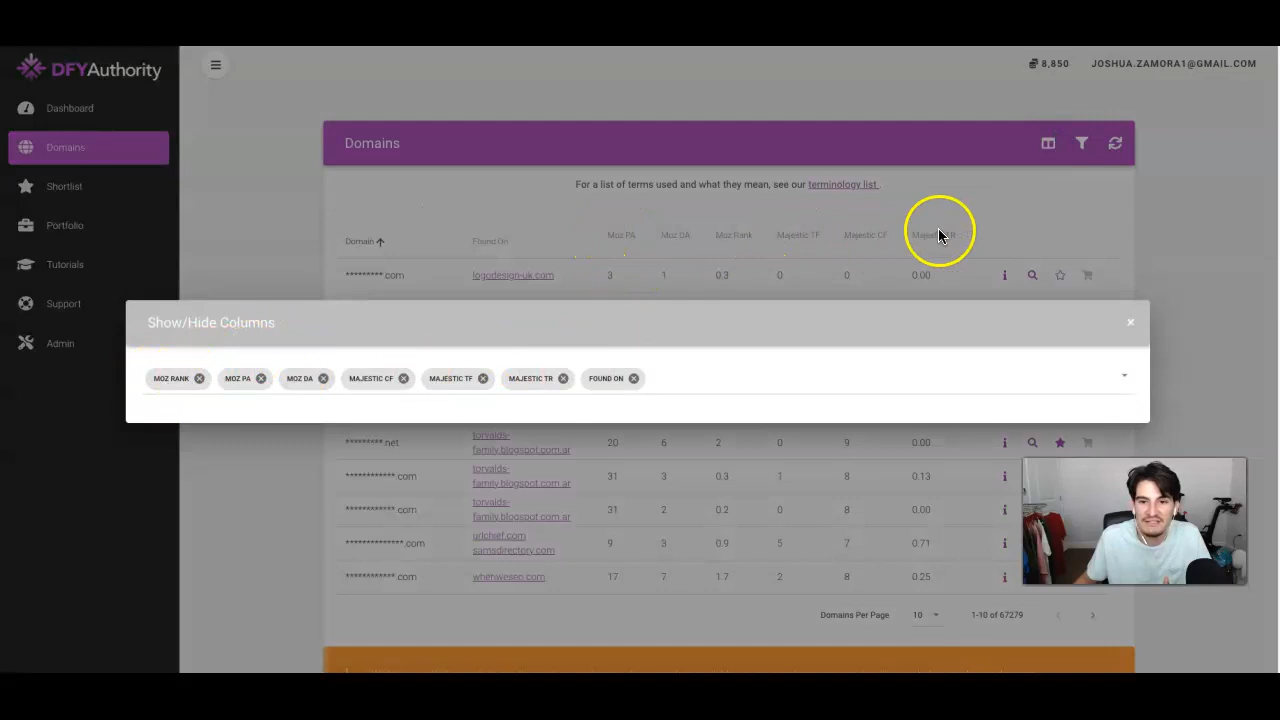 DFYAuthority
8,850
JOSHUA.ZAMORA1@GMAIL.COM
Dashboard
Domains
Shortlist
Portfolio
Tutorials
Support
Admin
Domains
For a list of terms used and what they mean, see our terminology list .
Domain Found On Moz PA Moz DA Moz Rank Majestic TF Majestic CF
*********.com logodesign-uk.com 3 1 0.3 0 0 0.00
Show/Hide Columns
×
MOZ RANK MOZ PA MOZ DA MAJESTIC CF MAJESTIC TF MAJESTIC TR FOUND ON
*********.net torvalds-family.blogspot.com.ar 20 6 2 0 9 0.00
***********.com torvalds-family.blogspot.com.ar 31 3 0.3 1 8 0.13
***********.com torvalds-family.blogspot.com.ar 31 2 0.2 0 8 0.00
*************.com urlchief.com sarnsdirectory.com 9 3 0.9 5 7 0.71
***********.com whenwesen.com 17 7 1.7 2 8 0.25
Domains Per Page 10 1-10 of 67279